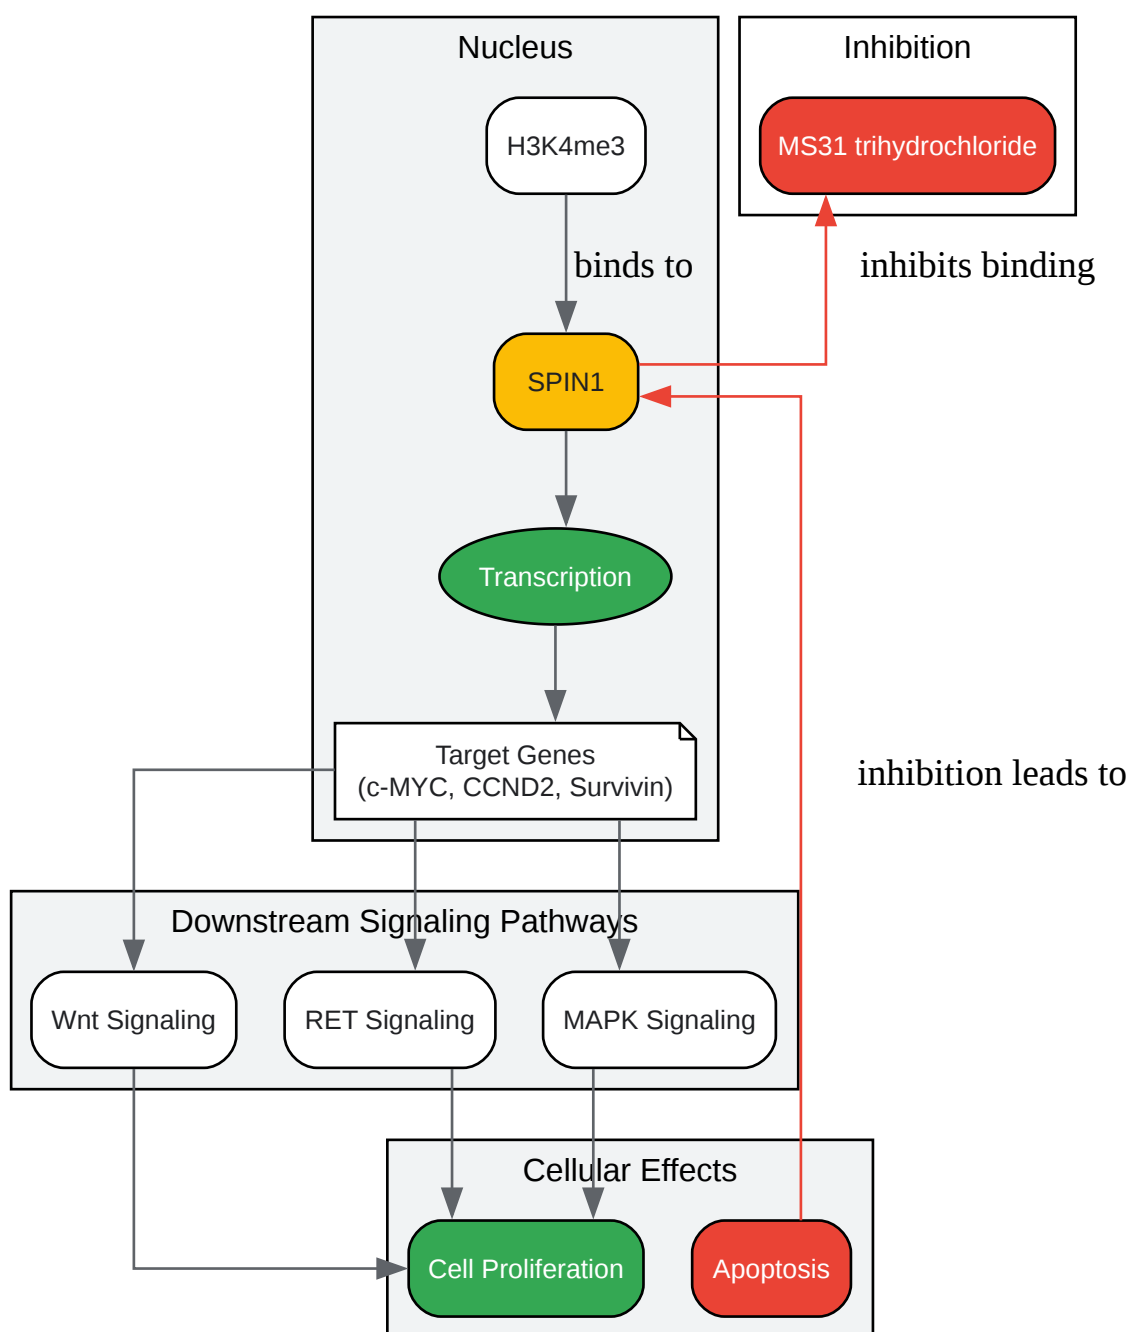 Nucleus
Inhibition
H3K4me3
MS31 trihydrochloride
binds to
inhibits binding
SPIN1
Transcription
Target Genes
(c-MYC, CCND2, Survivin)
inhibition leads to
Downstream Signaling Pathways
Wnt Signaling
RET Signaling
MAPK Signaling
Cellular Effects
Cell Proliferation
Apoptosis